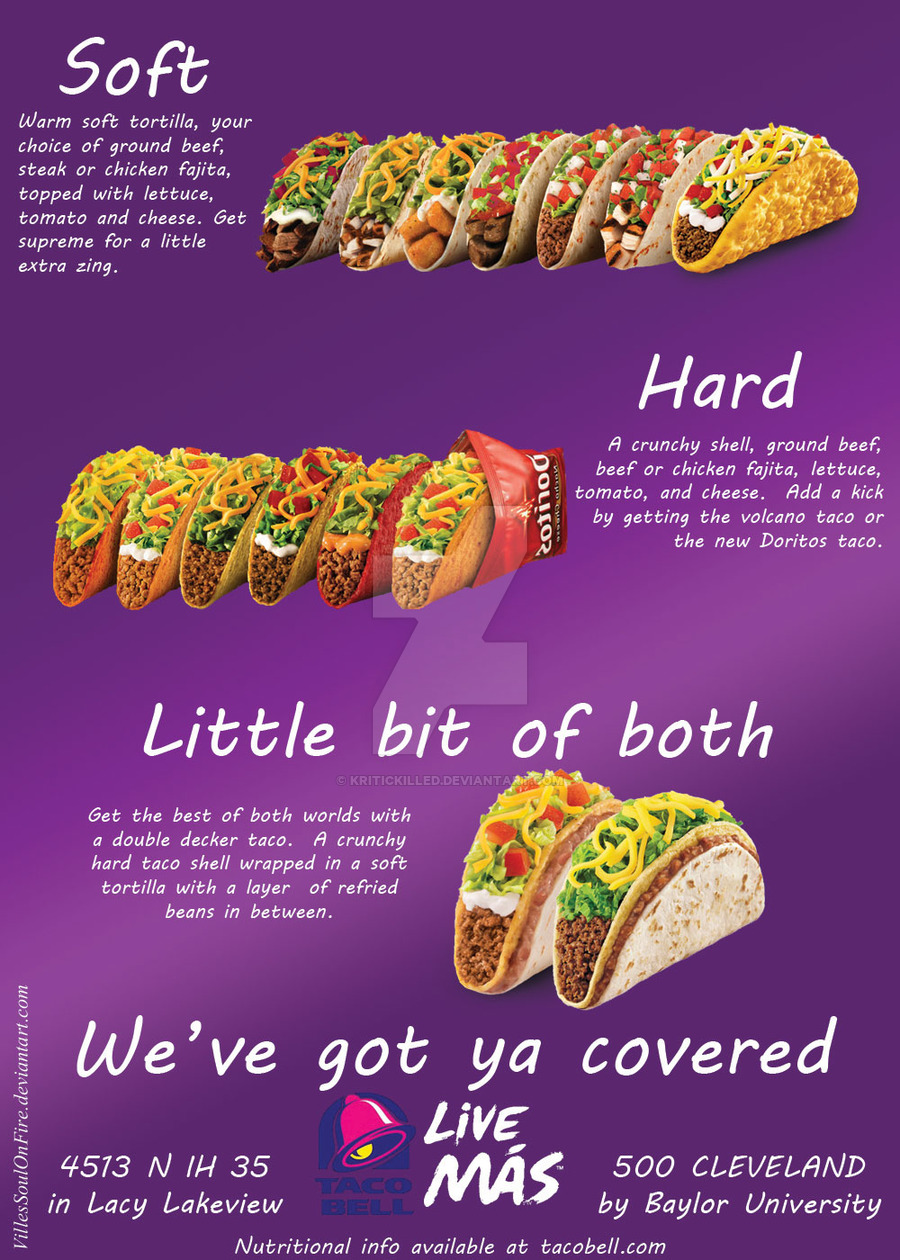 Soft
Warm soft tortilla, your
choice of ground beef,
steak or chicken fajita,
topped with lettuce,
tomato and cheese. Get
supreme for a little
extra zing.
Hard
A crunchy shell, ground beef,
beef or chicken fajita, lettuce,
tomato, and cheese. Add a kick
by getting the volcano taco or
the new Doritos taco.
DORITOS
Nacho Cheese
Little bit of both
© KRITICKILLED.DEVIANTART.COM
Get the best of both worlds with
a double decker taco. A crunchy
hard taco shell wrapped in a soft
tortilla with a layer of refried
beans in between.
We've got ya covered
VillesSoulOnFire.deviantart.com
4513 N IH 35
in Lacy Lakeview
TACO
BELL
LIVE
MÁS™
500 CLEVELAND
by Baylor University
Nutritional info available at tacobell.com